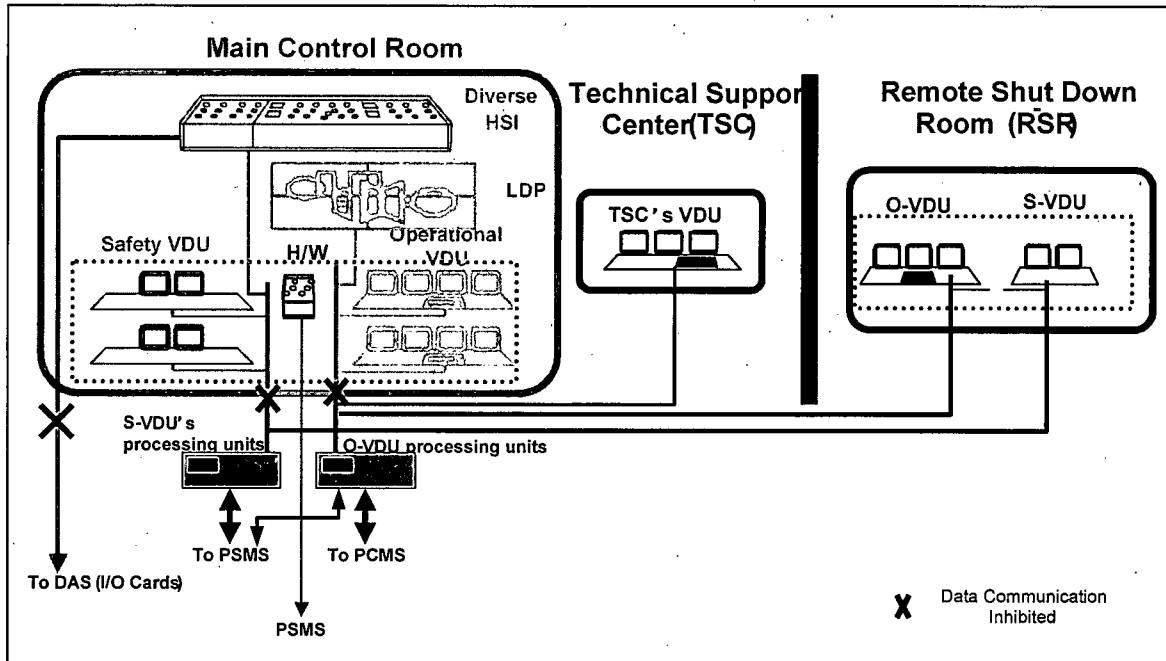 Main Control Room
Diverse
HSI
LDP
Safety VDU
H/W
Operational
VDU
Technical Suppor
Center(TSC)
TSC's VDU
Remote Shut Down
Room (RSR)
O-VDU
S-VDU
S-VDU's
processing units
O-VDU processing units
To PSMS
To PCMS
To DAS (I/O Cards)
PSMS
X Data Communication
Inhibited